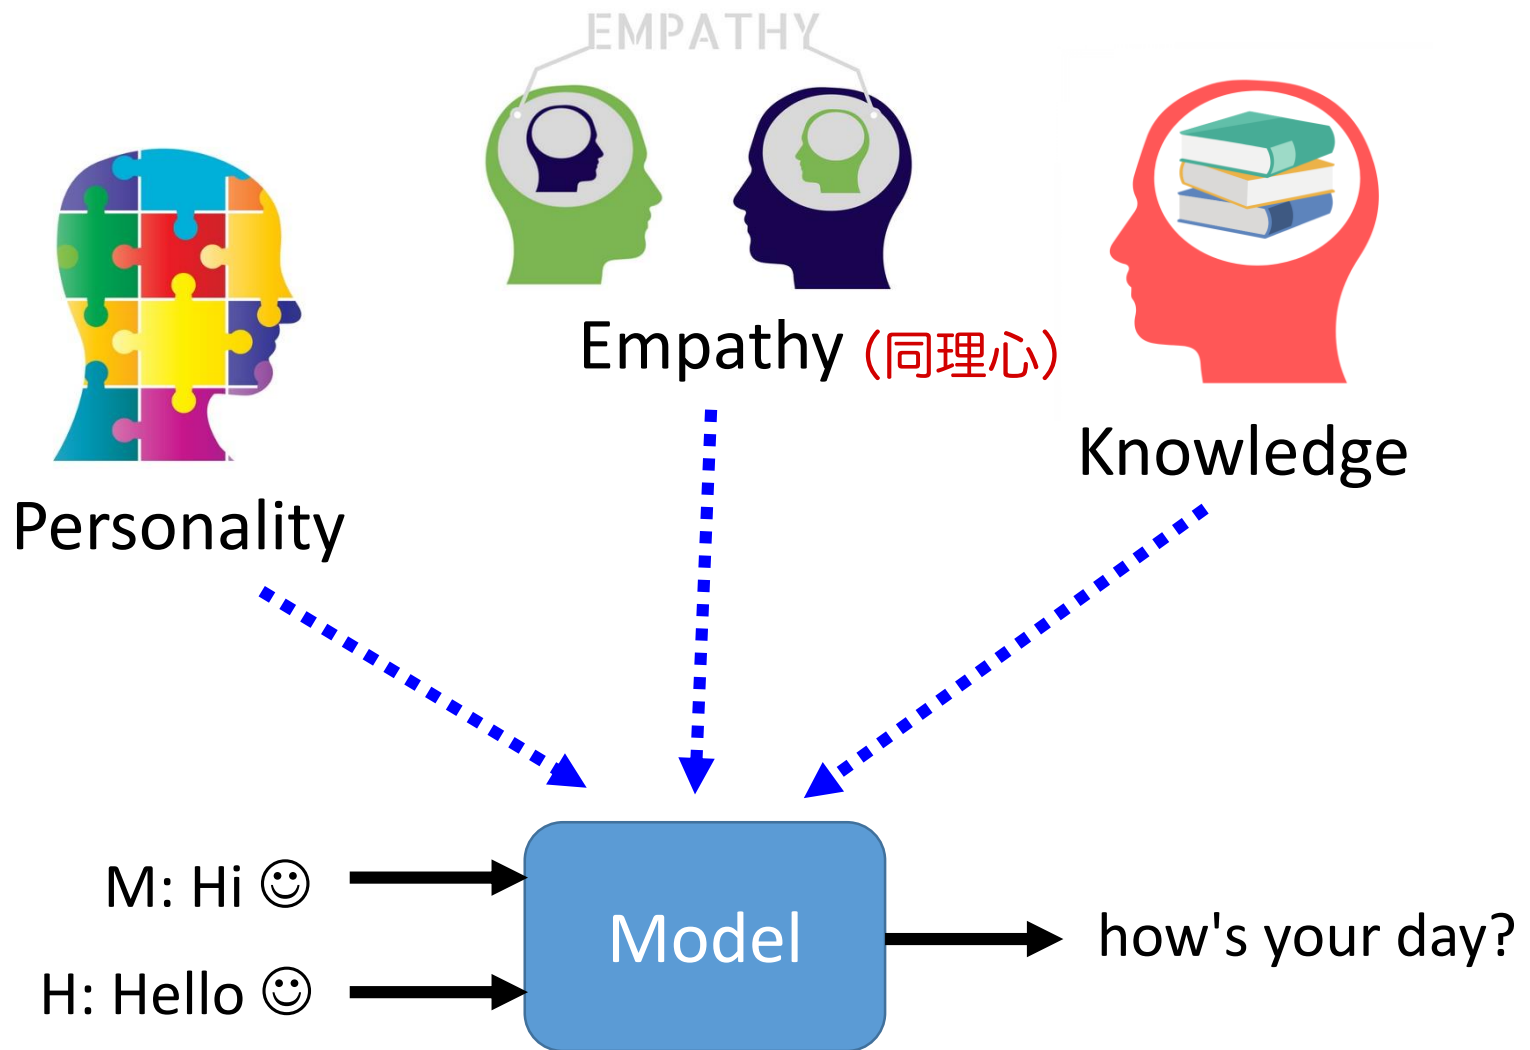 EMPATHY
Empathy (同理心)
Knowledge
Personality
M: Hi ☺
H: Hello ☺
Model
how's your day?